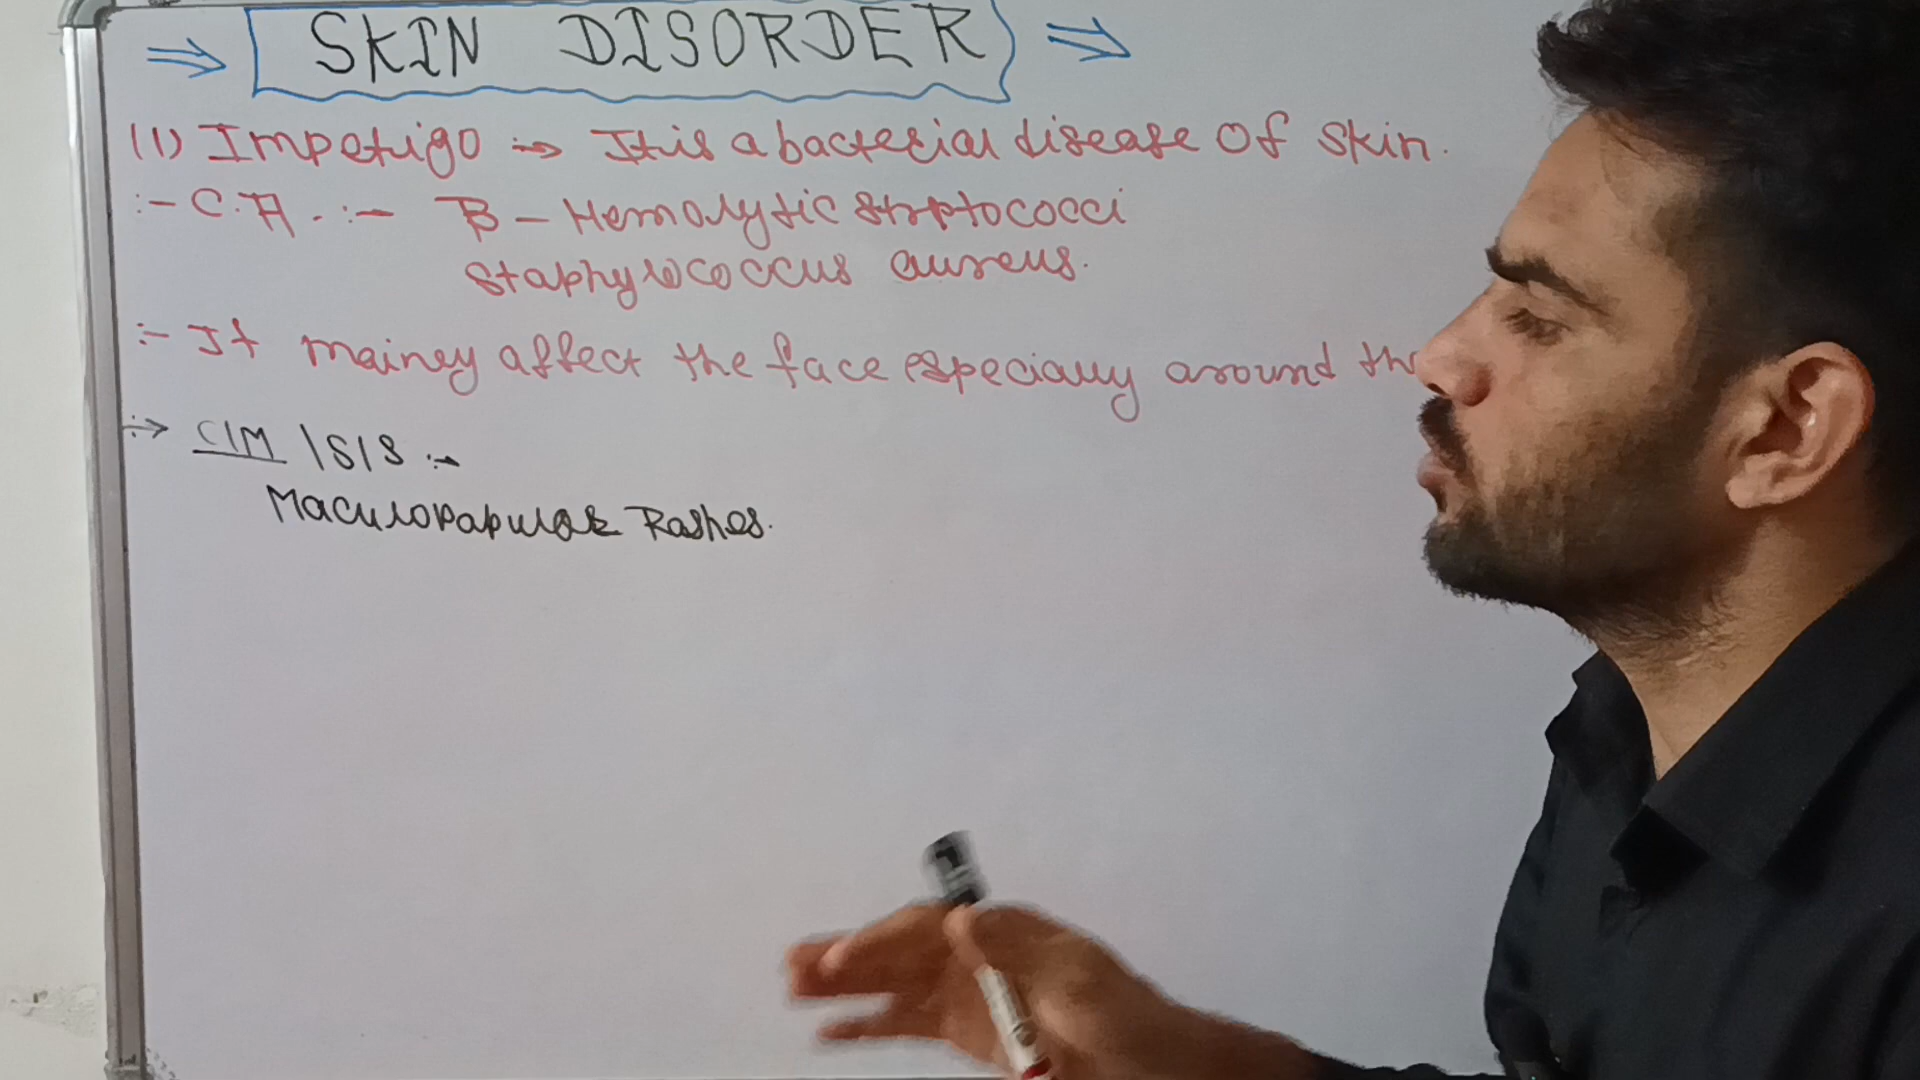 ⇒ SKIN DISORDER ⇒
(1) Impetigo → It is a bacterial disease of skin.
:- C.A. :- B - Hemolytic Streptococci
Staphylococcus aureus.
:- It mainly affect the face especially around the
:→ C/M /S/S :-
Maculopapular Rashes.